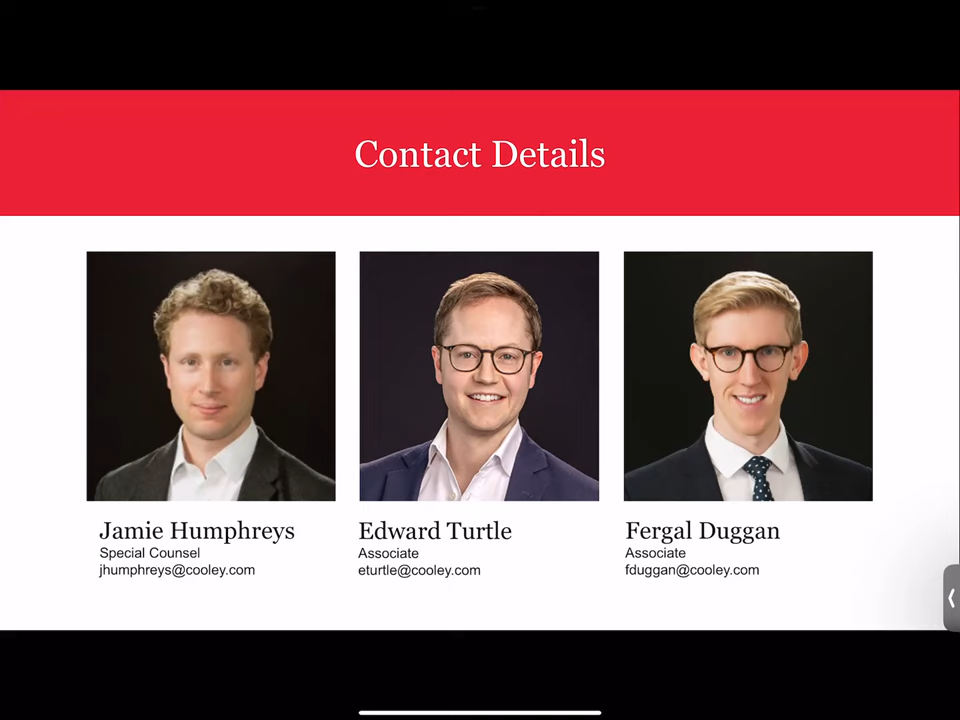 Contact Details
Jamie Humphreys
Special Counsel
jhumphreys@cooley.com
Edward Turtle
Associate
eturtle@cooley.com
Fergal Duggan
Associate
fduggan@cooley.com